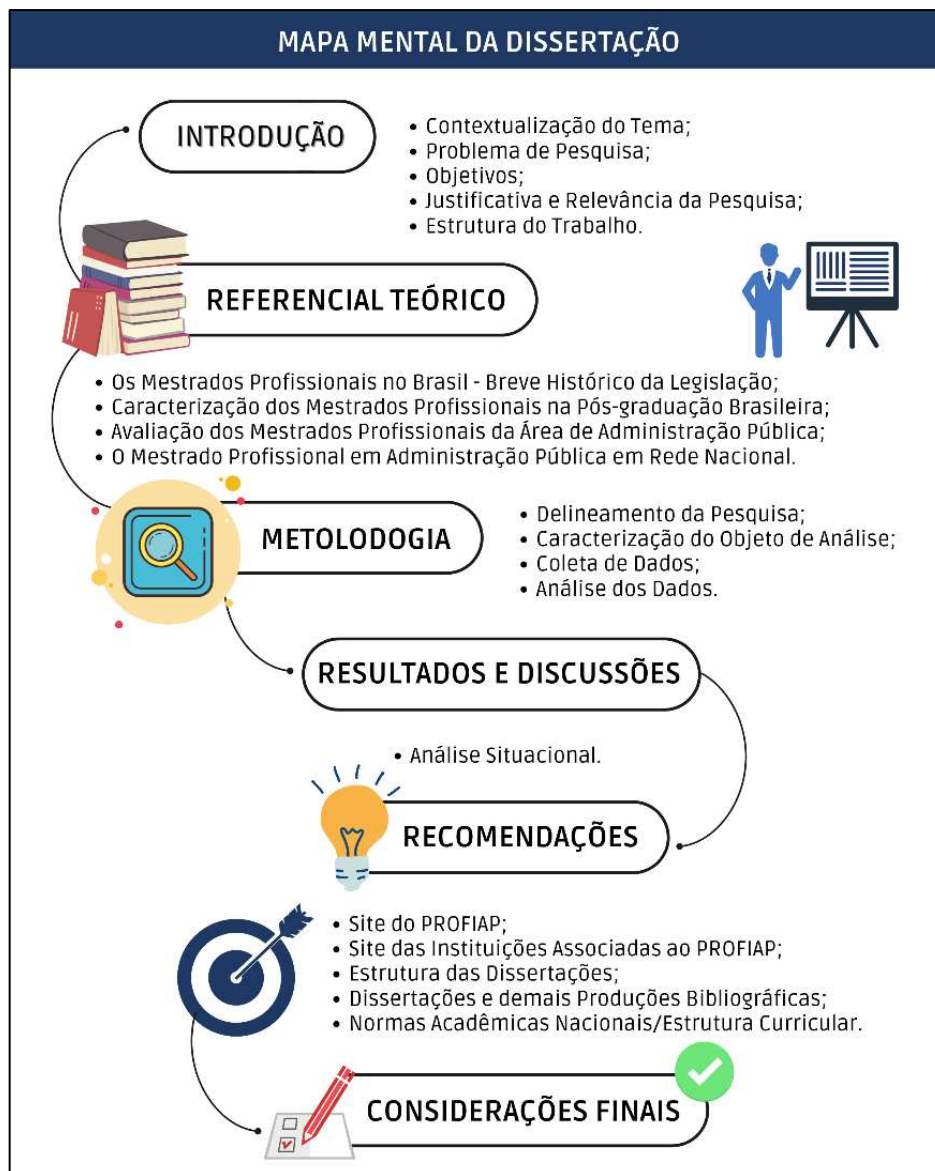 MAPA MENTAL DA DISSERTAÇÃO
INTRODUÇÃO
• Contextualização do Tema;
• Problema de Pesquisa;
• Objetivos;
• Justificativa e Relevância da Pesquisa;
• Estrutura do Trabalho.
REFERENCIAL TEÓRICO
• Os Mestrados Profissionais no Brasil - Breve Histórico da Legislação;
• Caracterização dos Mestrados Profissionais na Pós-graduação Brasileira;
• Avaliação dos Mestrados Profissionais da Área de Administração Pública;
• O Mestrado Profissional em Administração Pública em Rede Nacional.
METOLODOGIA
• Delineamento da Pesquisa;
• Caracterização do Objeto de Análise;
• Coleta de Dados;
• Análise dos Dados.
RESULTADOS E DISCUSSÕES
• Análise Situacional.
RECOMENDAÇÕES
• Site do PROFIAP;
• Site das Instituições Associadas ao PROFIAP;
• Estrutura das Dissertações;
• Dissertações e demais Produções Bibliográficas;
• Normas Acadêmicas Nacionais/Estrutura Curricular.
CONSIDERAÇÕES FINAIS